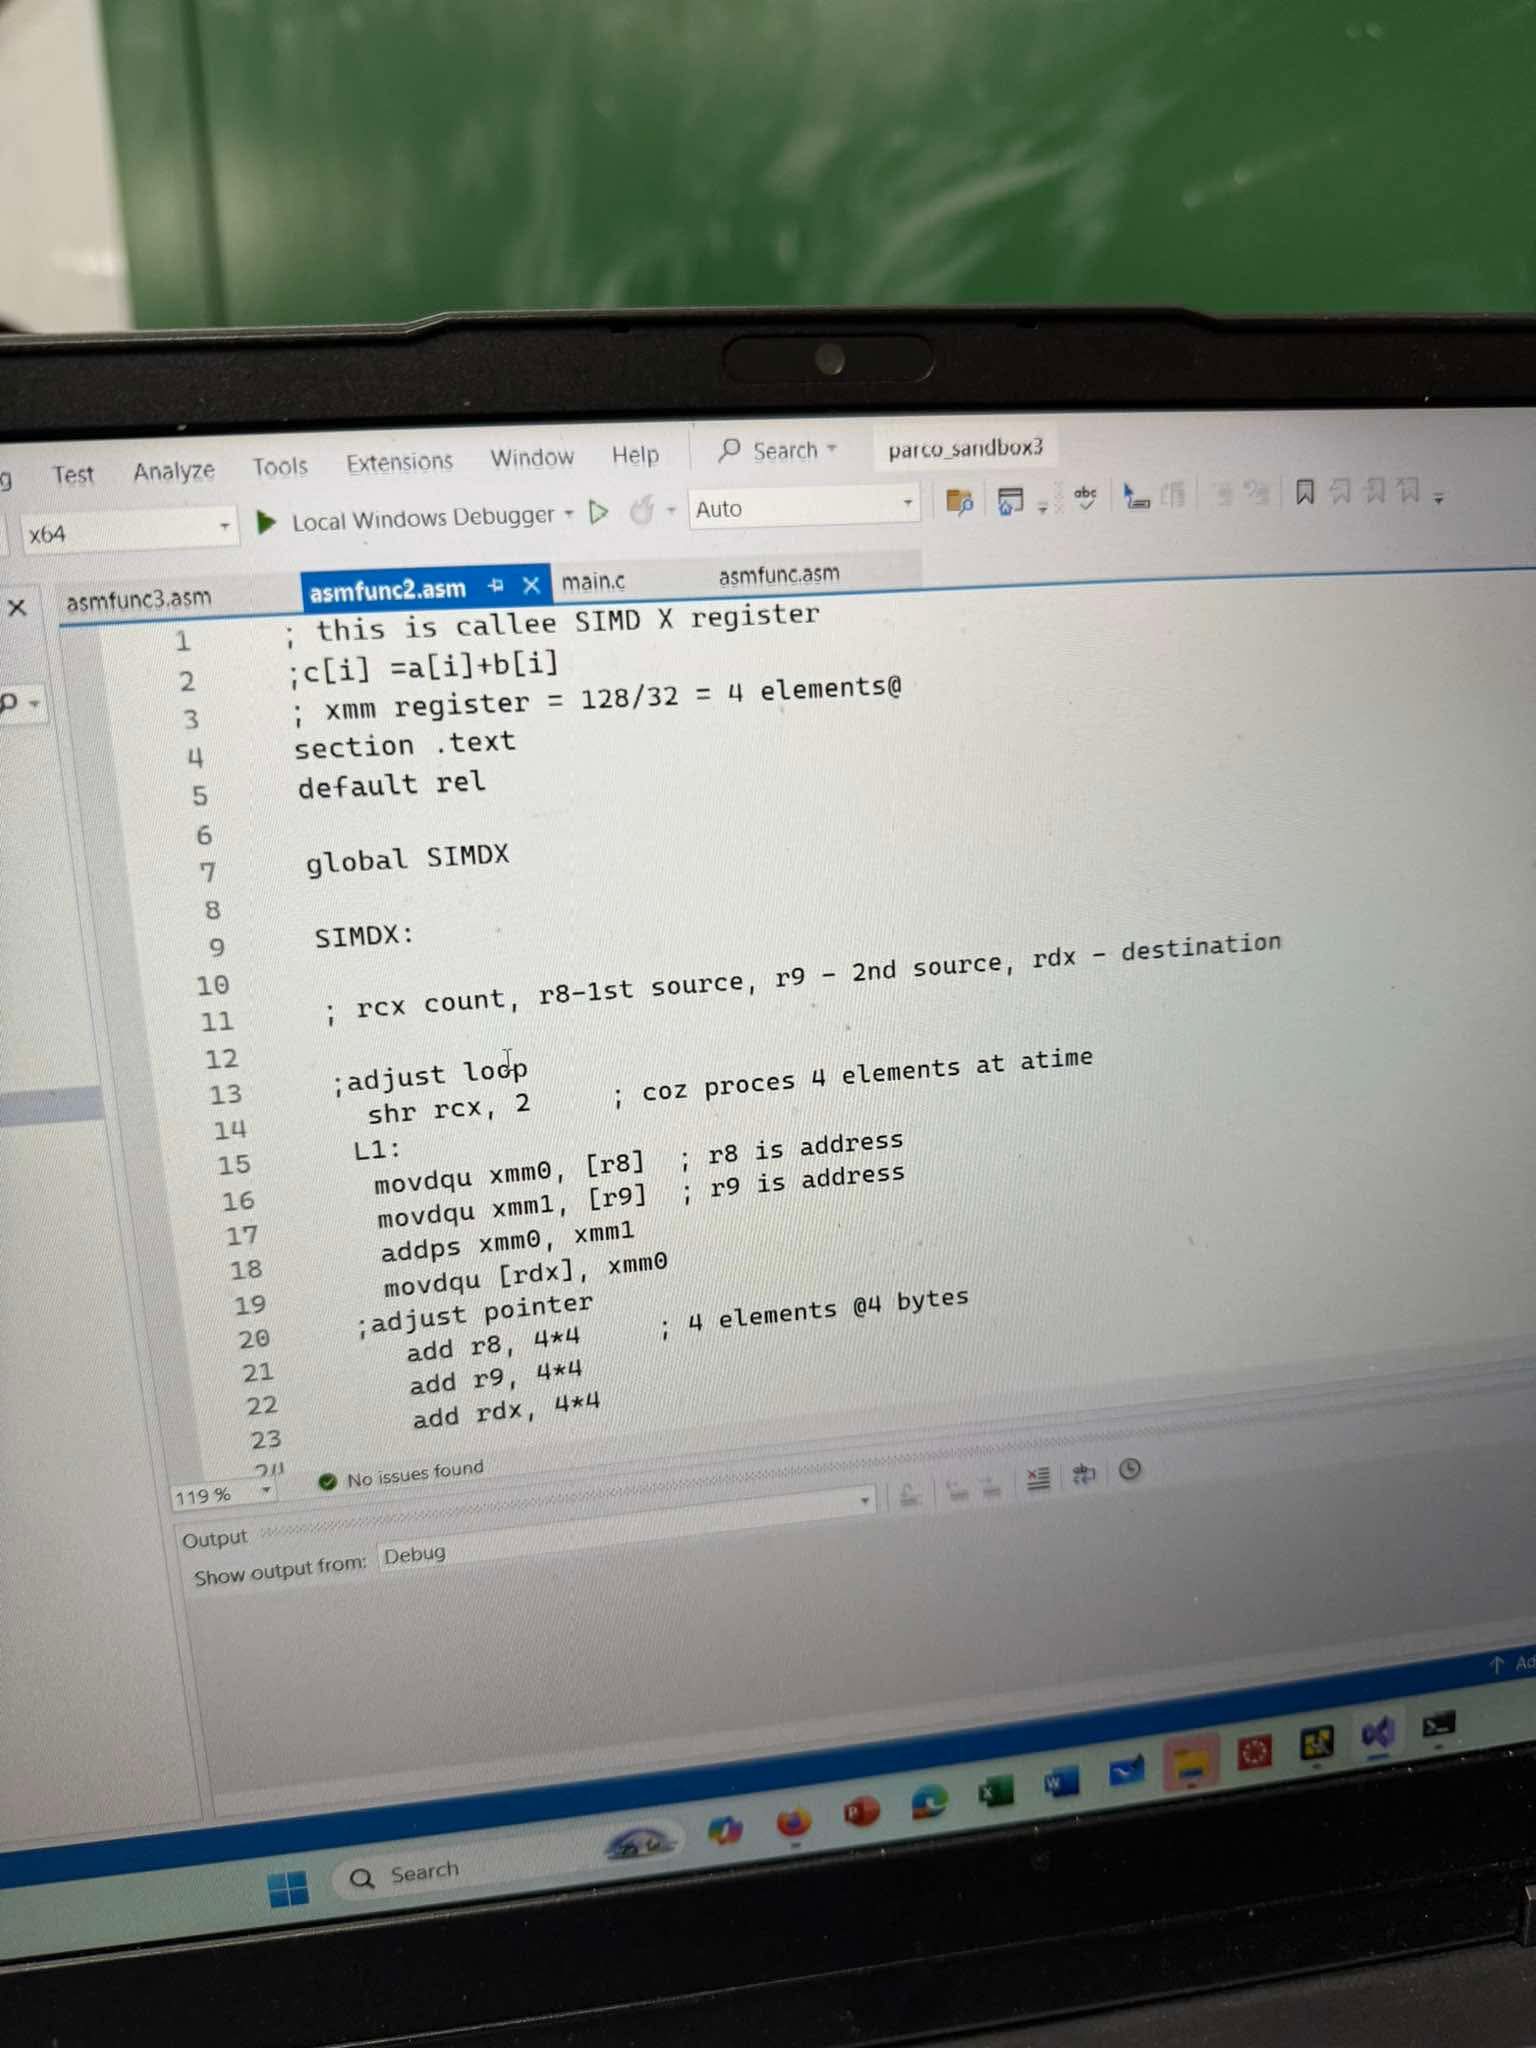 Test Analyze Tools Extensions Window Help Search parco_sandbox3
x64 Local Windows Debugger Auto
asmfunc3.asm asmfunc2.asm main.c asmfunc.asm
1 ; this is callee SIMD X register
2 ;c[i] =a[i]+b[i]
3 ; xmm register = 128/32 = 4 elements@
4 section .text
5 default rel
6
7 global SIMDX
8
9 SIMDX:
10
11 ; rcx count, r8-1st source, r9 - 2nd source, rdx - destination
12
13 ;adjust loop
14 shr rcx, 2 ; coz proces 4 elements at atime
15 L1:
16 movdqu xmm0, [r8] ; r8 is address
17 movdqu xmm1, [r9] ; r9 is address
18 addps xmm0, xmm1
19 movdqu [rdx], xmm0
20 ;adjust pointer
21 add r8, 4*4 ; 4 elements @4 bytes
22 add r9, 4*4
23 add rdx, 4*4
24
119 % No issues found
Output
Show output from: Debug
Search